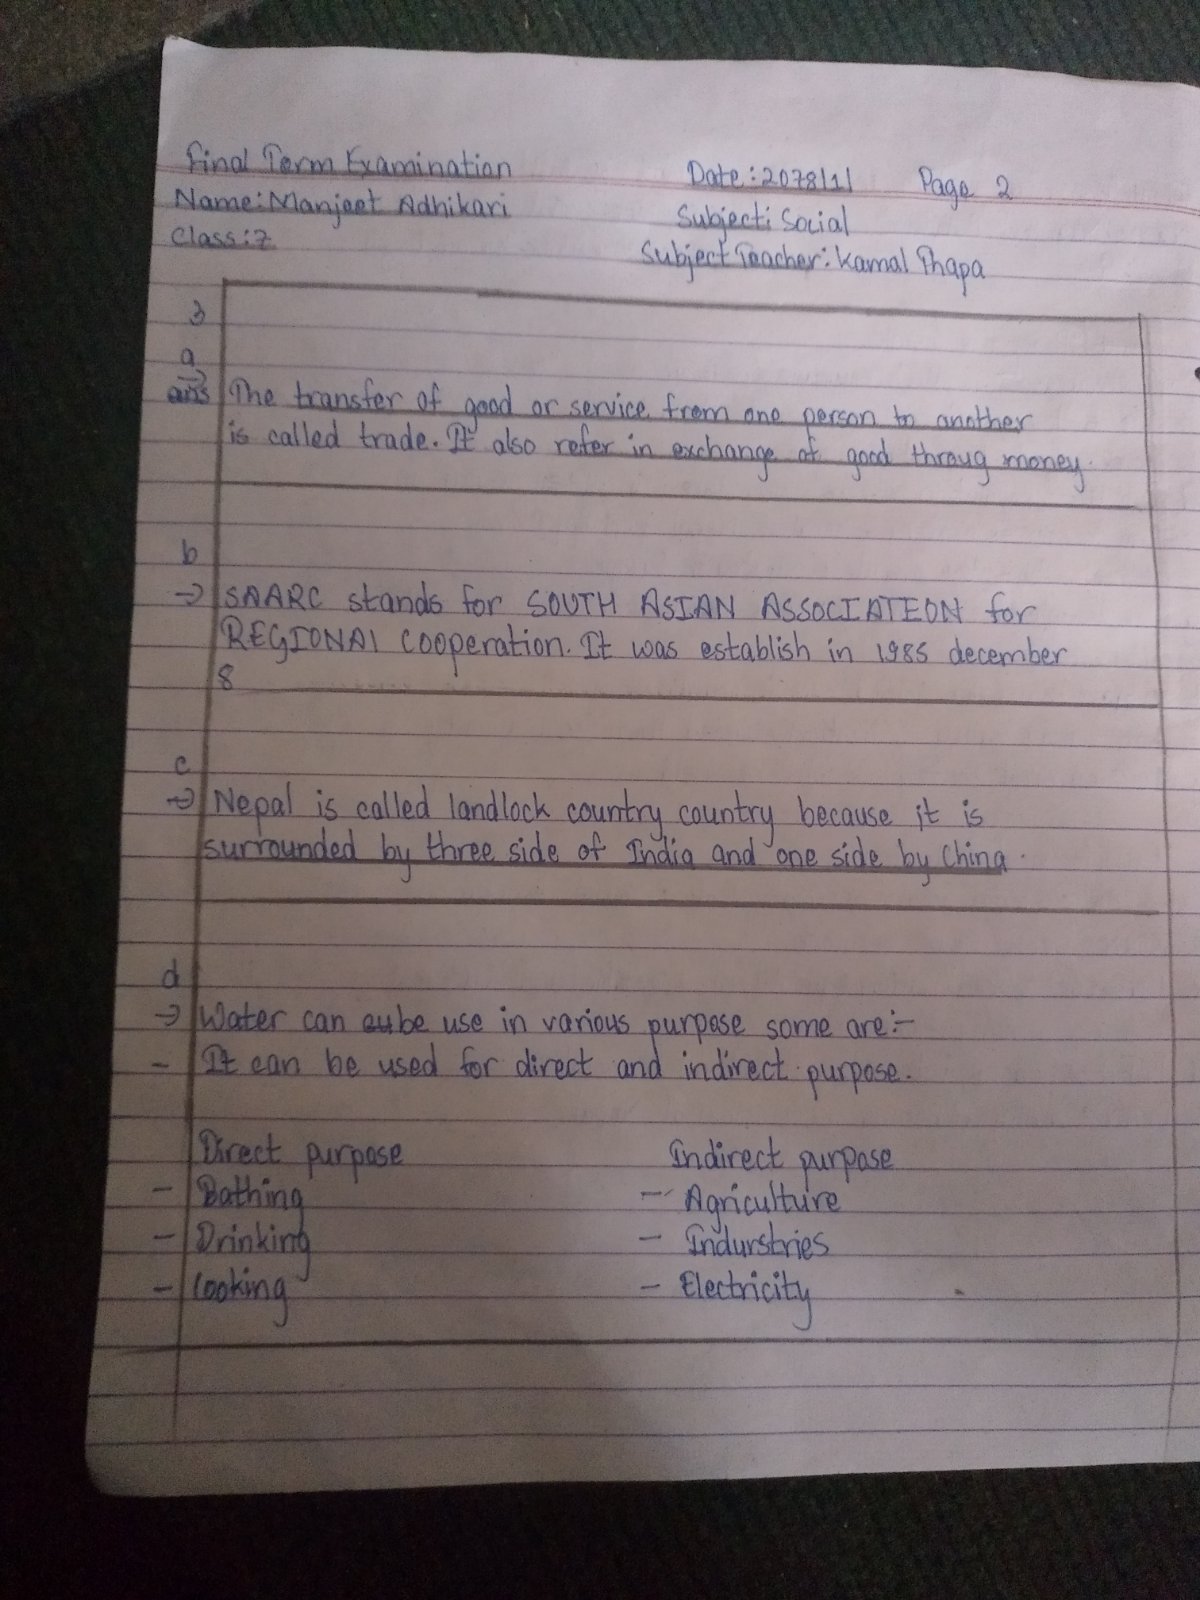 Final Term Examination Date:2078/1/1 Page 2
Name:Manjeet Adhikari Subject: Social
Class:7 Subject Teacher: Kamal Thapa
3
a
ans The transfer of good or service from one person to another
is called trade. It also refer in exchange of good throug money.
b
→ SAARC stands for SOUTH ASIAN ASSOCIATEON for
REGIONAl Cooperation. It was establish in 1985 december
8
c
→ Nepal is called landlock country country because it is
surrounded by three side of India and one side by China.
d
→ Water can be use in various purpose some are:-
- It can be used for direct and indirect purpose.
Direct purpose Indirect purpose
- Bathing - Agriculture
- Drinking - Indurstries
- Cooking - Electricity